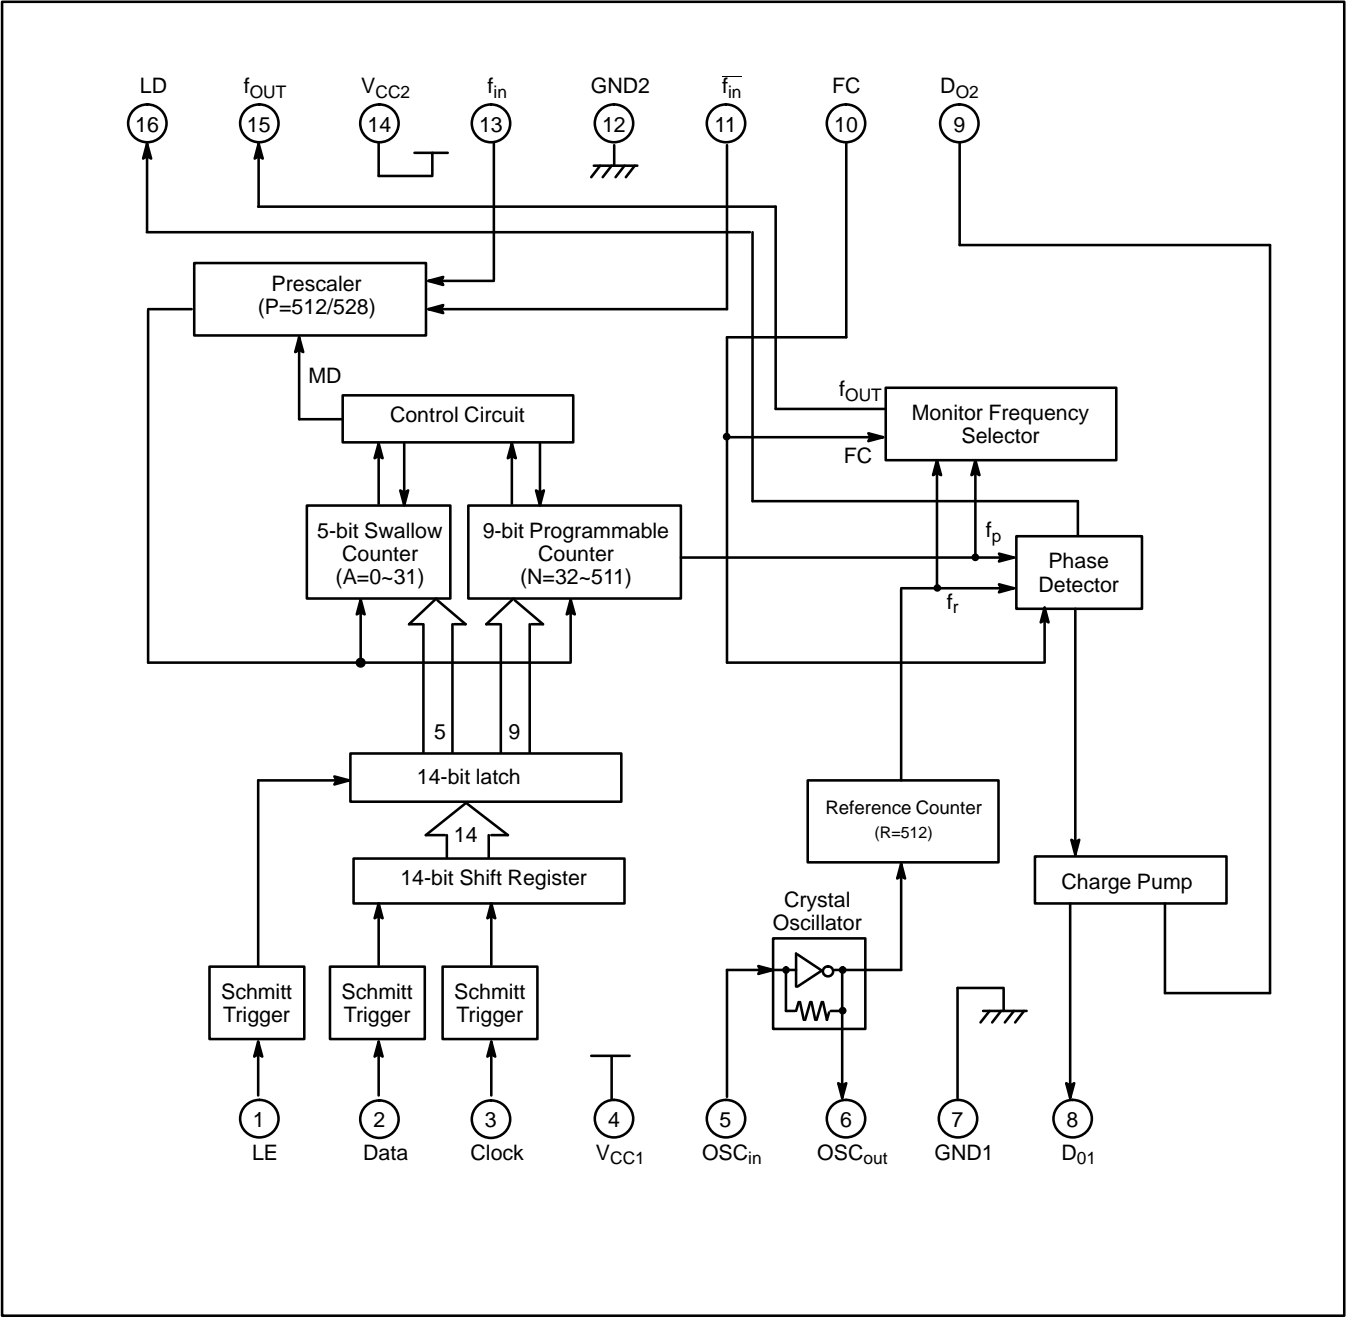 LD
fOUT
VCC2
fin
GND2
fin
FC
DO2
16
15
14
13
12
11
10
9
Prescaler
(P=512/528)
MD
Control Circuit
fOUT
Monitor Frequency
Selector
FC
5-bit Swallow
Counter
(A=0~31)
9-bit Programmable
Counter
(N=32~511)
fp
Phase
Detector
fr
5
9
14-bit latch
14
14-bit Shift Register
Reference Counter
(R=512)
Charge Pump
Crystal
Oscillator
Schmitt
Trigger
Schmitt
Trigger
Schmitt
Trigger
1
2
3
4
5
6
7
8
LE
Data
Clock
VCC1
OSCin
OSCout
GND1
D01